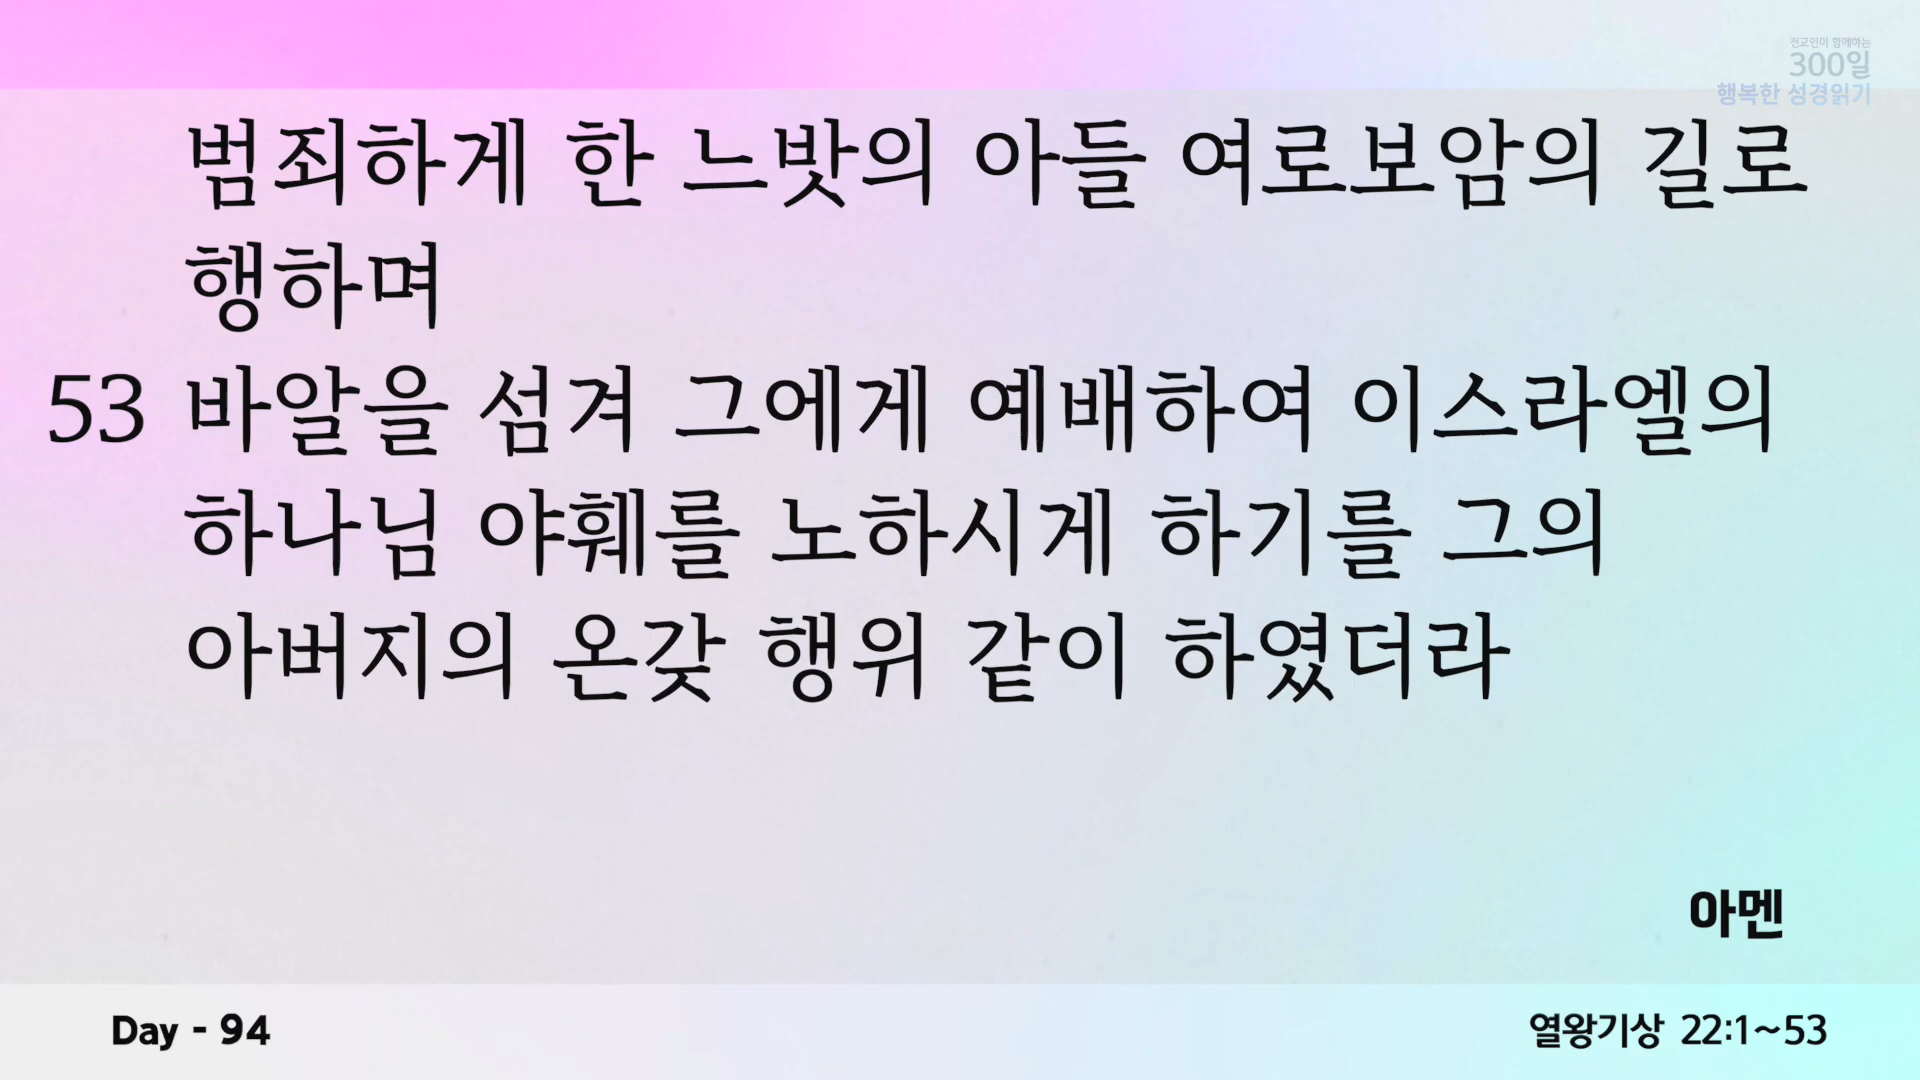 전교인이 함께하는
300일
행복한 성경읽기
범죄하게 한 느밧의 아들 여로보암의 길로
행하며
53 바알을 섬겨 그에게 예배하여 이스라엘의
하나님 야훼를 노하시게 하기를 그의
아버지의 온갖 행위 같이 하였더라
아멘
Day - 94
열왕기상 22:1~53